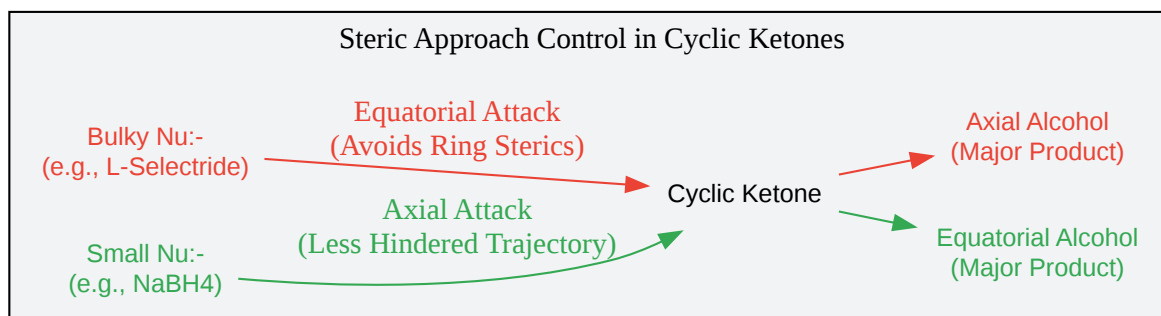 Steric Approach Control in Cyclic Ketones
Equatorial Attack
(Avoids Ring Sterics)
Bulky Nu:-
(e.g., L-Selectride)
Axial Alcohol
(Major Product)
Cyclic Ketone
Axial Attack
(Less Hindered Trajectory)
Small Nu:-
(e.g., NaBH4)
Equatorial Alcohol
(Major Product)